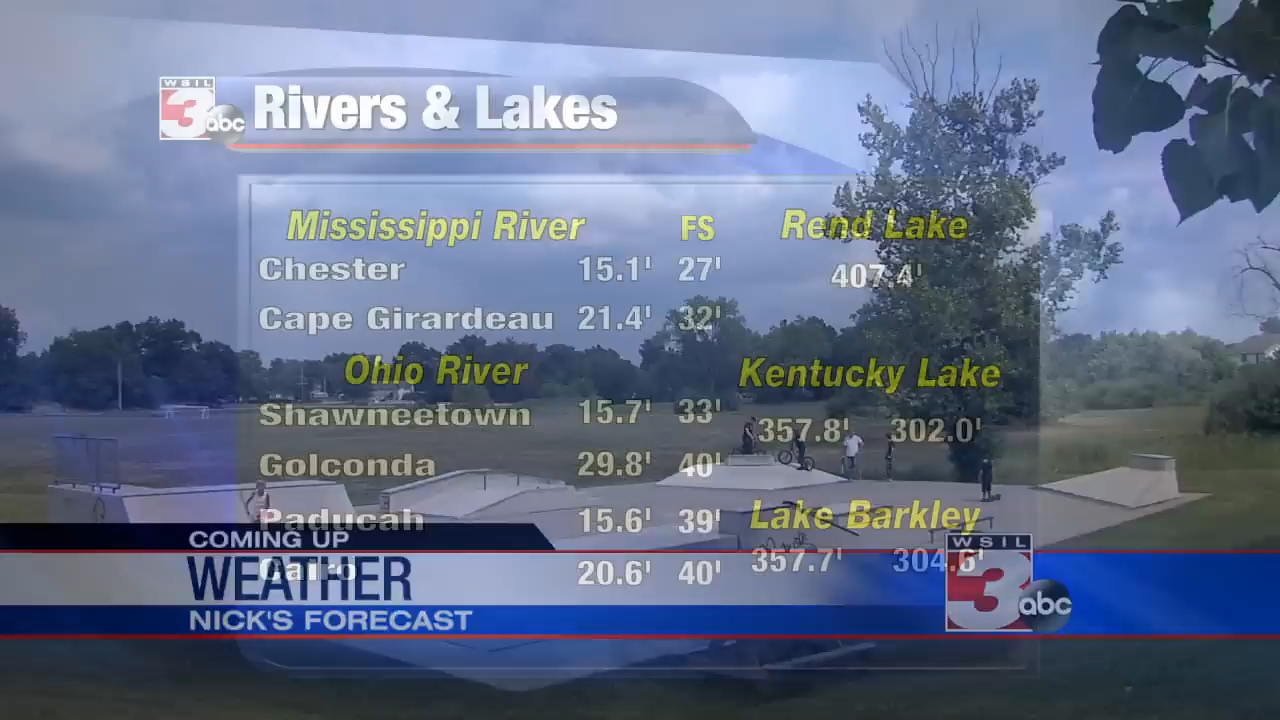 WSIL
3 abc
Rivers & Lakes
Mississippi River FS Rend Lake
Chester 15.1' 27' 407.4'
Cape Girardeau 21.4' 32'
Ohio River Kentucky Lake
Shawneetown 15.7' 33' 357.8' 302.0'
Golconda 29.8' 40'
Paducah 15.6' 39' Lake Barkley
Cairo 20.6' 40' 357.7' 304.6'
COMING UP
WEATHER
NICK'S FORECAST
WSIL
3 abc